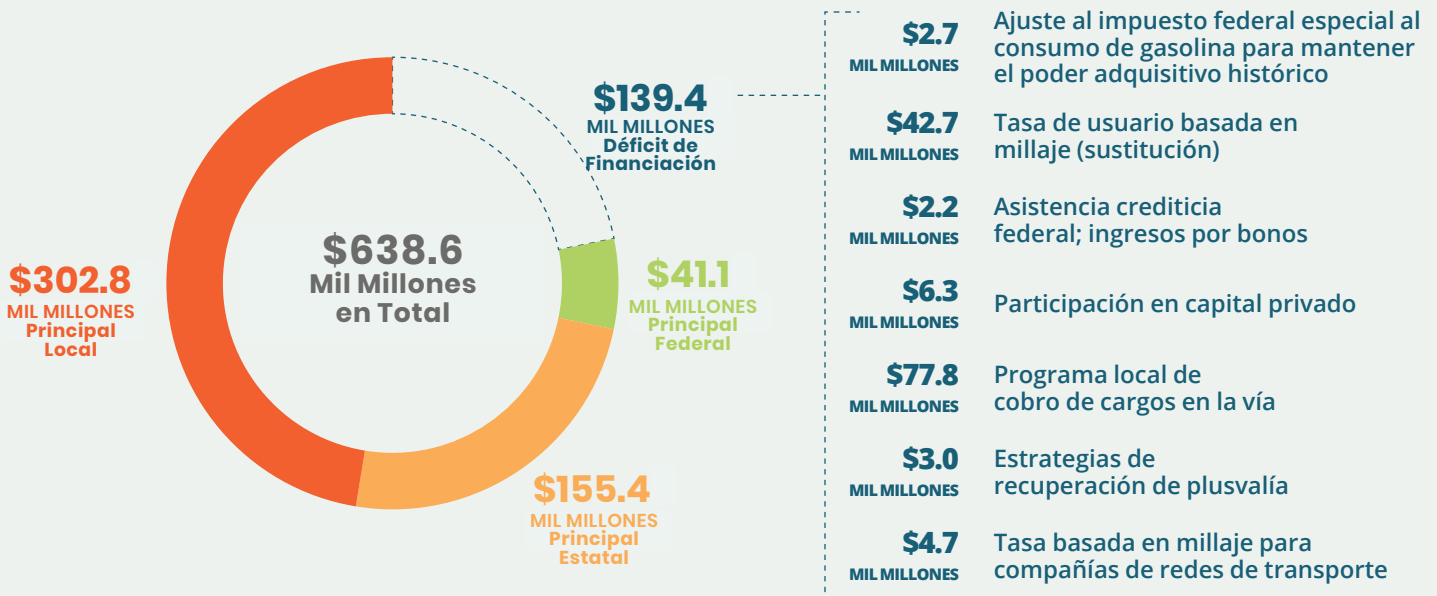 $638.6
Mil Millones
en Total
$302.8
MIL MILLONES
Principal
Local
$139.4
MIL MILLONES
Déficit de
Financiación
$41.1
MIL MILLONES
Principal
Federal
$155.4
MIL MILLONES
Principal
Estatal
$2.7
MIL MILLONES
Ajuste al impuesto federal especial al
consumo de gasolina para mantener
el poder adquisitivo histórico
$42.7
MIL MILLONES
Tasa de usuario basada en
millaje (sustitución)
$2.2
MIL MILLONES
Asistencia crediticia
federal; ingresos por bonos
$6.3
MIL MILLONES
Participación en capital privado
$77.8
MIL MILLONES
Programa local de
cobro de cargos en la vía
$3.0
MIL MILLONES
Estrategias de
recuperación de plusvalía
$4.7
MIL MILLONES
Tasa basada en millaje para
compañías de redes de transporte